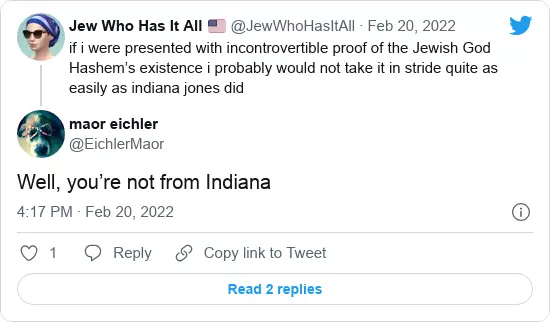 Jew Who Has It All 🇺🇸 @JewWhoHasItAll · Feb 20, 2022
if i were presented with incontrovertible proof of the Jewish God
Hashem's existence i probably would not take it in stride quite as
easily as indiana jones did
maor eichler
@EichlerMaor
Well, you're not from Indiana
4:17 PM · Feb 20, 2022
1 Reply Copy link to Tweet
Read 2 replies